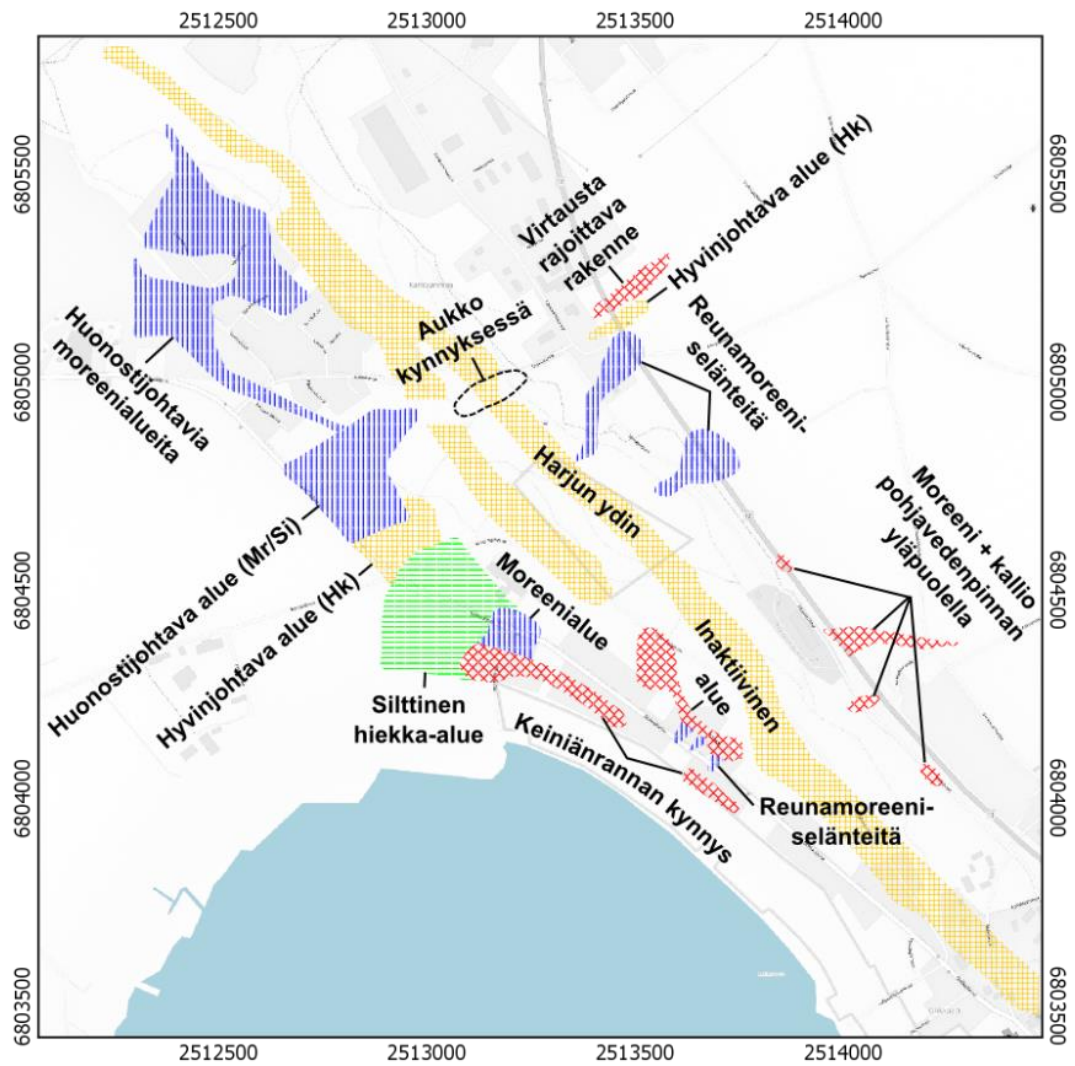 2512500
2513000
2513500
2514000
6805500
6805000
6804500
6804000
6803500
6805500
6805000
6804500
6804000
6803500
Hyvinjohtava alue (Hk)
Virtausta
rajoittava
rakenne
Reunamoreeni-
selänteitä
Aukko
kynnyksessä
Huonostijohtavia
moreenialueita
Harjun ydin
Moreeni + kallio
pohjavedenpinnan
yläpuolella
Huonostijohtava alue (Mr/Si)
Hyvinjohtava alue (Hk)
Moreenialue
Inaktiivinen
alue
Silttinen
hiekka-alue
Keiniänrannan kynnys
Reunamoreeni-
selänteitä
2512500
2513000
2513500
2514000